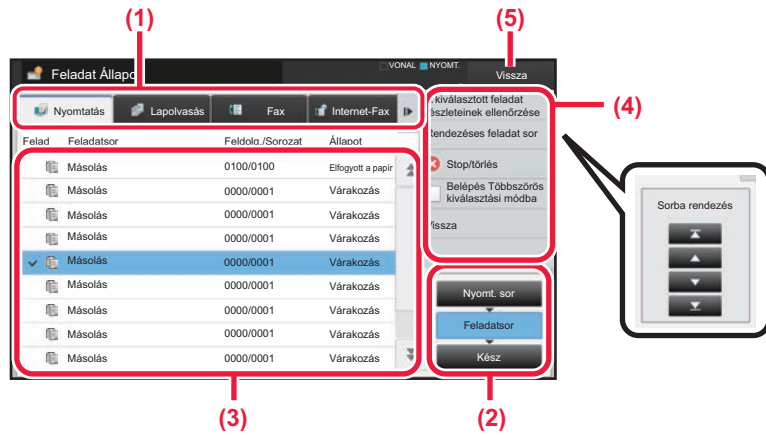 (1)
(5)
VONAL NYOMT.
Feladat Állapo
Vissza
Nyomtatás
Lapolvasás
Fax
Internet-Fax
kiválasztott feladat
észleteinek ellenőrzése
(4)
Felad Feladatsor Feldolg./Sorozat Állapot
Rendezéses feladat sor
Másolás 0100/0100 Elfogyott a papír
Stop/törlés
Másolás 0000/0001 Várakozás
Belépés Többszörös
kiválasztási módba
Másolás 0000/0001 Várakozás
Sorba rendezés
Másolás 0000/0001 Várakozás
Vissza
Másolás 0000/0001 Várakozás
Másolás 0000/0001 Várakozás
Nyomt. sor
Másolás 0000/0001 Várakozás
Feladatsor
Másolás 0000/0001 Várakozás
Másolás 0000/0001 Várakozás
Kész
(3)
(2)